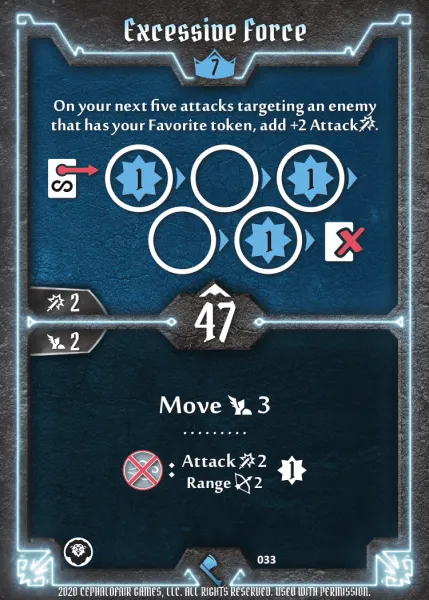 Excessive Force
7
On your next five attacks targeting an enemy
that has your Favorite token, add +2 Attack.
1 1
1
2
47
2
Move 3
.........
: Attack 2
Range 2
1
033
2020 CEPHALOFAIR GAMES, LLC. ALL RIGHTS RESERVED. USED WITH PERMISSION.